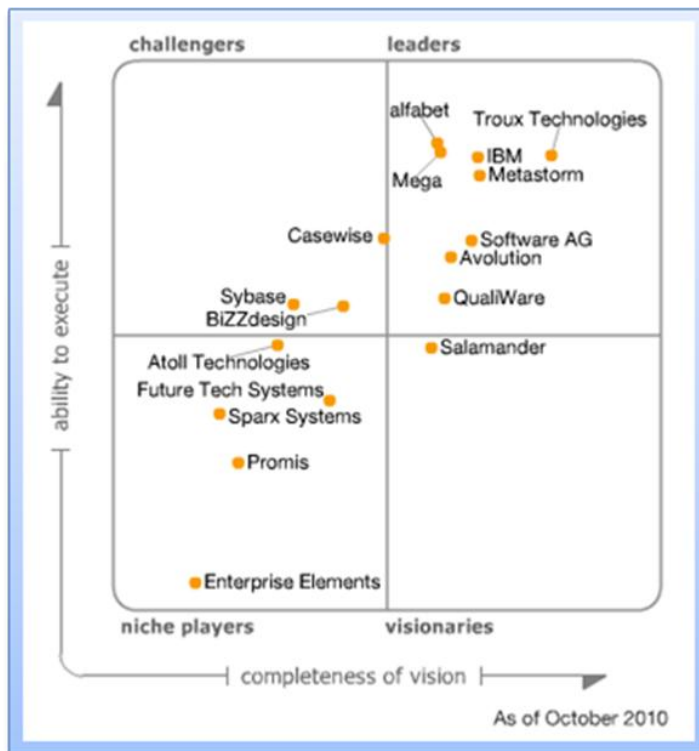 challengers
leaders
alfabet
Troux Technologies
IBM
Mega
Metastorm
Casewise
Software AG
Avolution
Sybase
QualiWare
BiZZdesign
Salamander
Atoll Technologies
Future Tech Systems
Sparx Systems
Promis
Enterprise Elements
ability to execute
niche players
visionaries
completeness of vision
As of October 2010